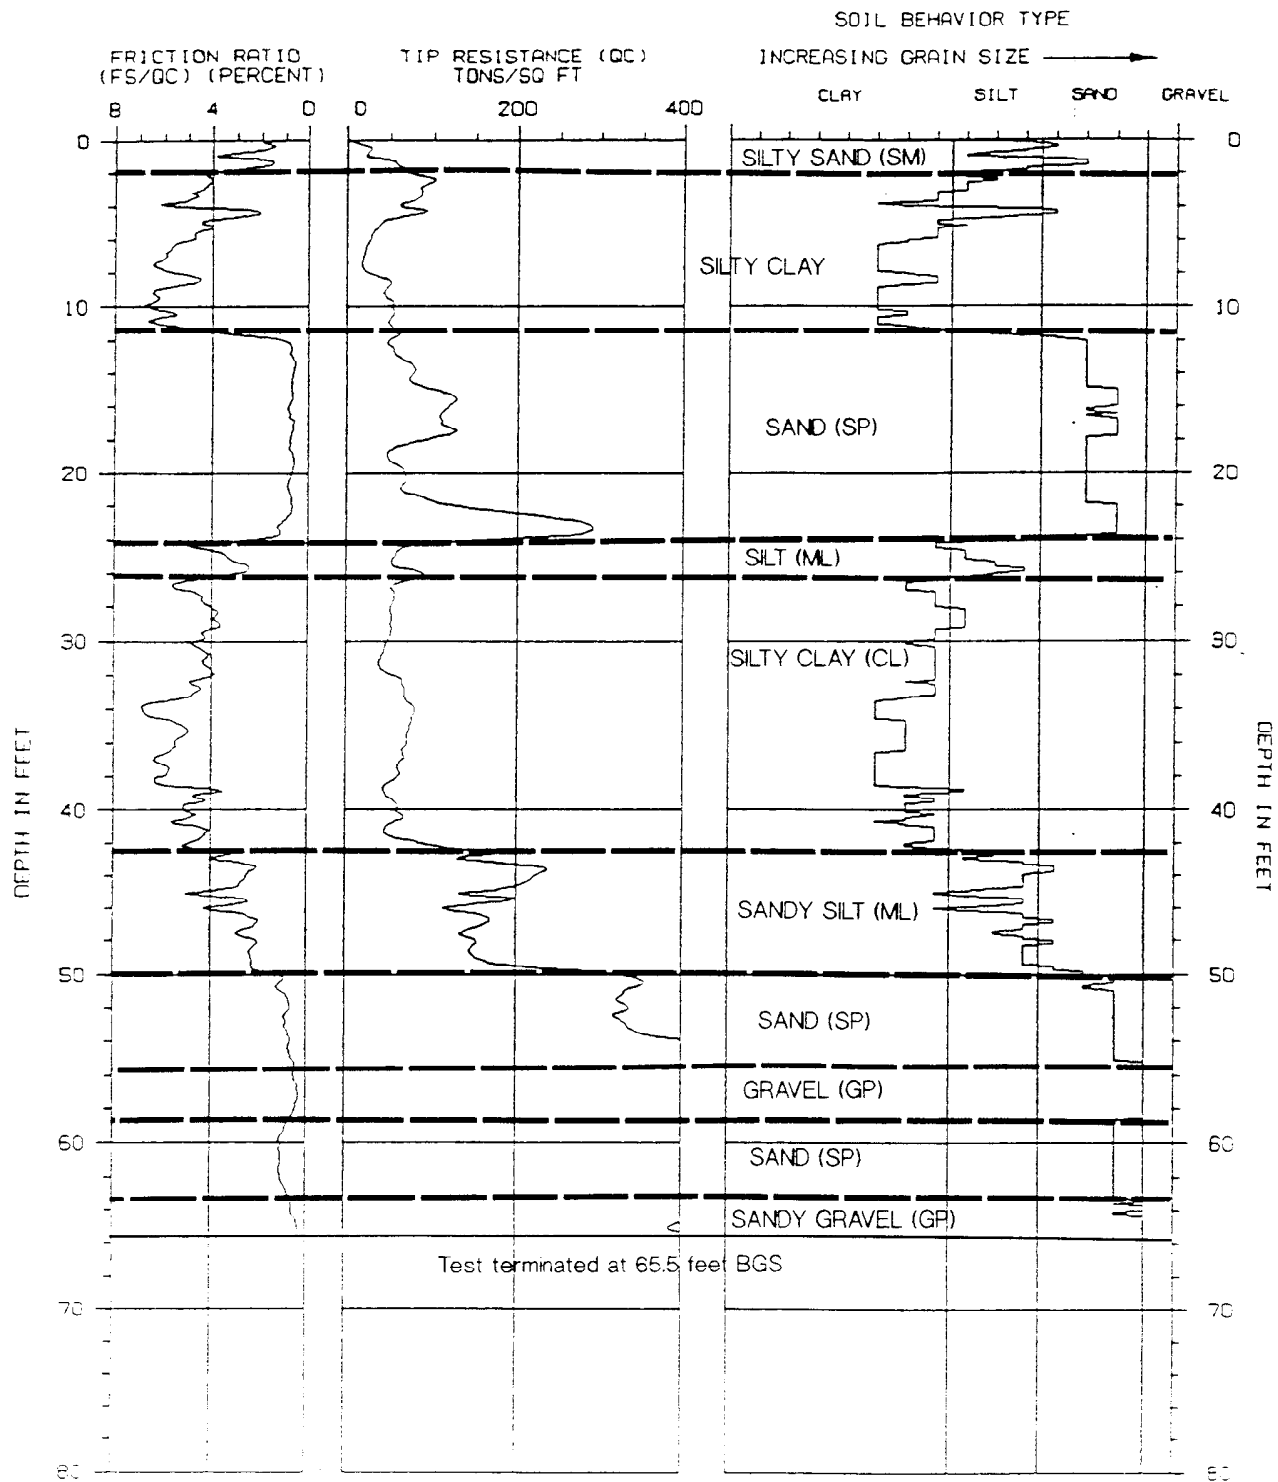 SOIL BEHAVIOR TYPE
FRICTION RATIO
(FS/QC) (PERCENT)
TIP RESISTANCE (QC)
TONS/SQ FT
INCREASING GRAIN SIZE
CLAY SILT SAND GRAVEL
8 4 0 0 200 400
0 0
SILTY SAND (SM)
SILTY CLAY
10 10
SAND (SP)
20 20
SILT (ML)
30 30
SILTY CLAY (CL)
DEPTH IN FEET
DEPTH IN FEET
40 40
SANDY SILT (ML)
50 50
SAND (SP)
GRAVEL (GP)
60 60
SAND (SP)
SANDY GRAVEL (GP)
Test terminated at 65.5 feet BGS
70 70
80 80